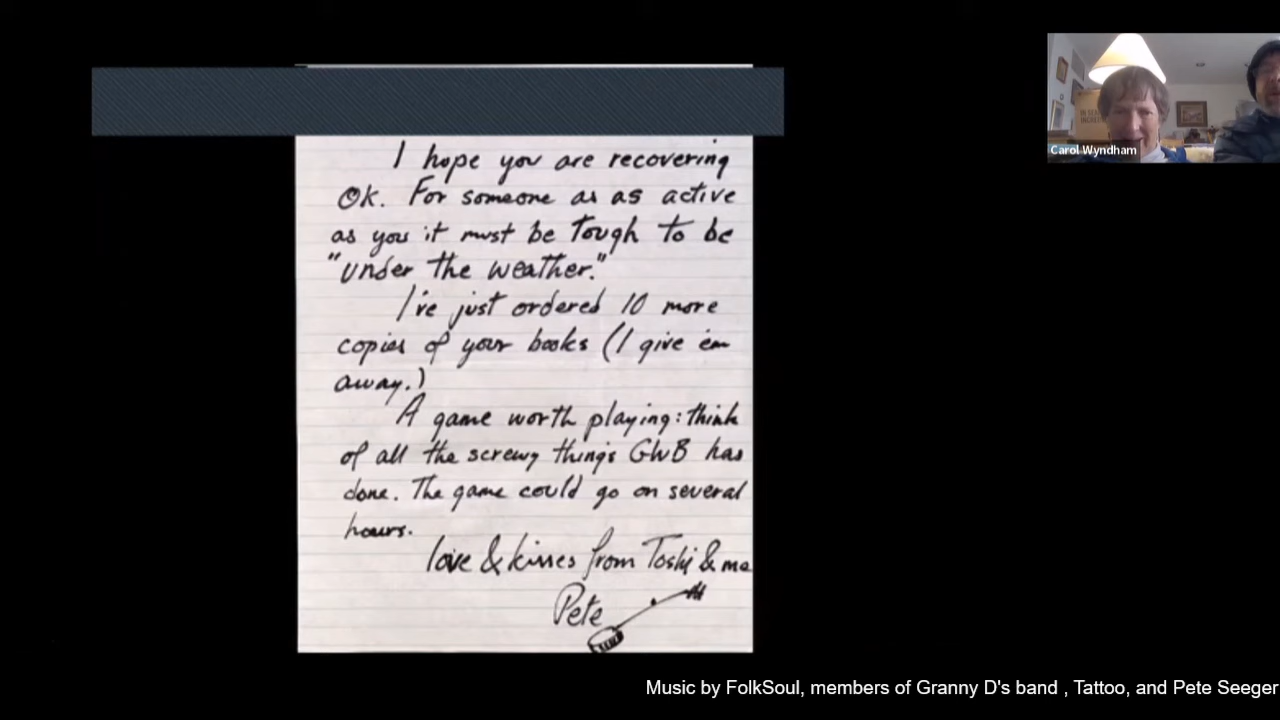 I hope you are recovering
OK. For someone as as active
as you it must be tough to be
"under the weather."
I've just ordered 10 more
copies of your books (I give 'em
away.)
A game worth playing: think
of all the screwy things GWB has
done. The game could go on several
hours.
love & kisses from Toshi & me
Pete
Carol Wyndham
Music by FolkSoul, members of Granny D's band , Tattoo, and Pete Seeger